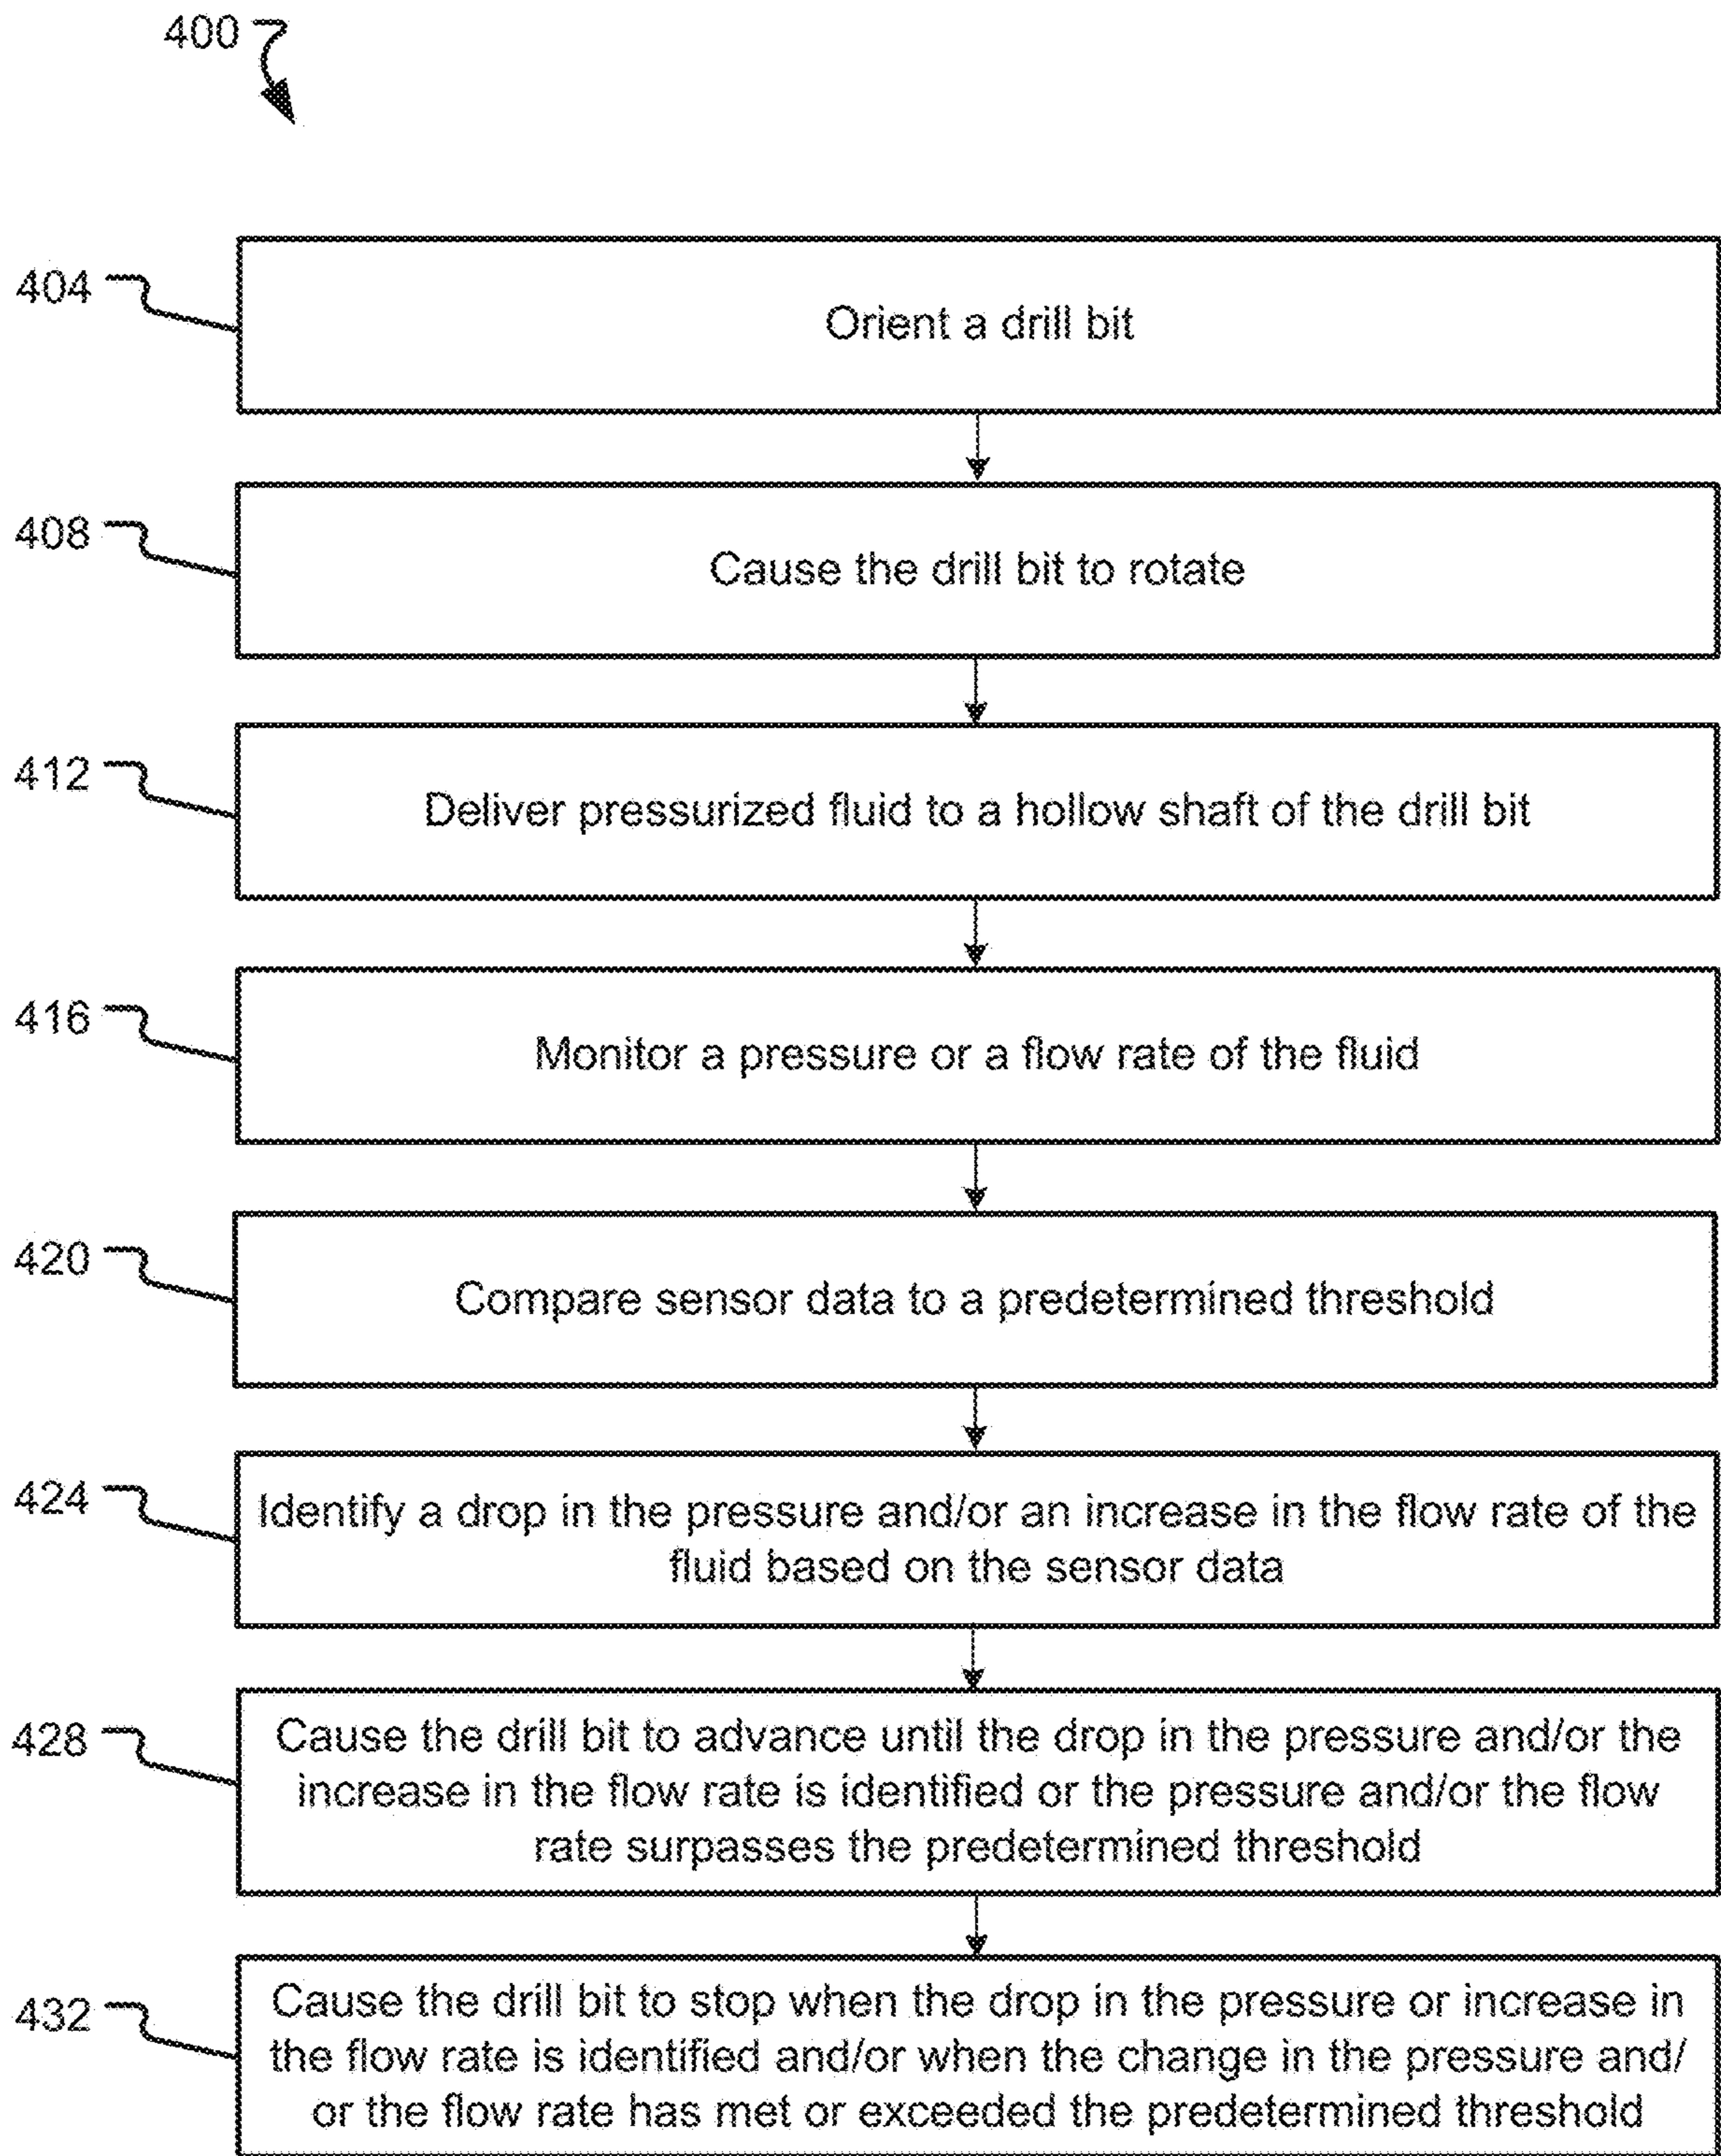 400
404
Orient a drill bit
408
Cause the drill bit to rotate
412
Deliver pressurized fluid to a hollow shaft of the drill bit
416
Monitor a pressure or a flow rate of the fluid
420
Compare sensor data to a predetermined threshold
424
Identify a drop in the pressure and/or an increase in the flow rate of the
fluid based on the sensor data
428
Cause the drill bit to advance until the drop in the pressure and/or the
increase in the flow rate is identified or the pressure and/or the flow
rate surpasses the predetermined threshold
432
Cause the drill bit to stop when the drop in the pressure or increase in
the flow rate is identified and/or when the change in the pressure and/
or the flow rate has met or exceeded the predetermined threshold